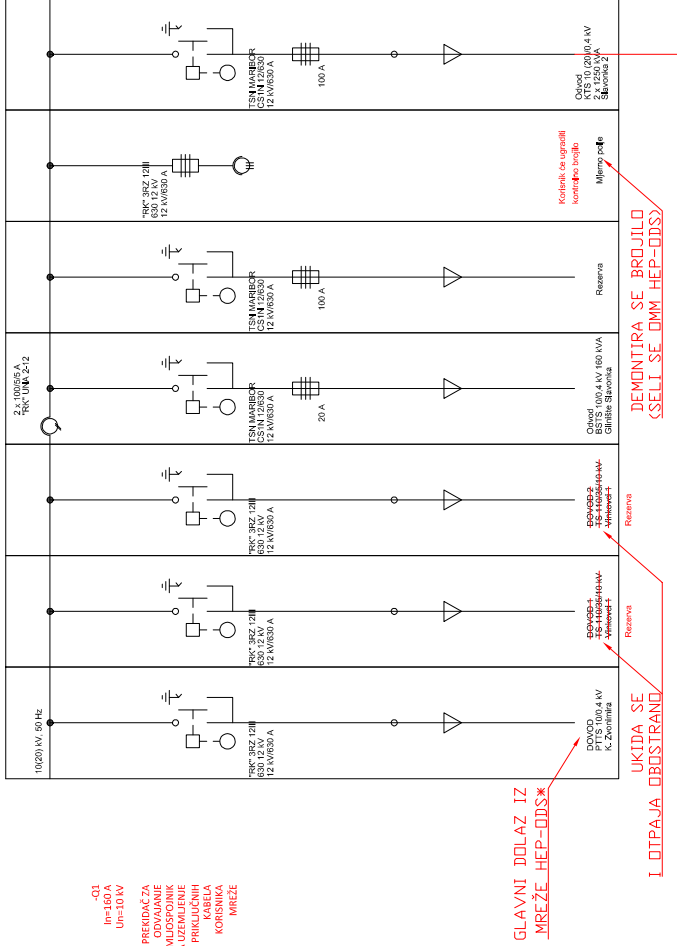 TSN MARIBOR
CS1N 12/630
12 kV/630 A
100 A
Odvod
KTS 10 (20)/0,4 kV
2 x 1250 kVA
Slavonka 2
"RK" 3RZ 12III
630 12 kV
12 kV/630 A
Korisnik će ugraditi
kontrolno brojilo
Mjerno polje
DEMONTIRA SE BROJILO
(SELI SE OMM HEP-ODS)
TSN MARIBOR
CS1N 12/630
12 kV/630 A
100 A
Rezerva
2 x 100/5/5 A
"RK" UNA 2-12
TSN MARIBOR
CS1N 12/630
12 kV/630 A
20 A
Odvod
BSTS 10/0,4 kV 160 kVA
Glinište Slavonka
"RK" 3RZ 12III
630 12 kV
12 kV/630 A
DOVOD 2
TS 110/35/10 kV
Vinkovci 1
Rezerva
"RK" 3RZ 12III
630 12 kV
12 kV/630 A
DOVOD 1
TS 110/35/10 kV
Vinkovci 1
Rezerva
UKIDA SE
I OTPAJA OBOSTRANO
10(20) kV, 50 Hz
"RK" 3RZ 12III
630 12 kV
12 kV/630 A
DOVOD
PTTS 10/0,4 kV
K. Zvonimira
GLAVNI DOLAZ IZ
MREŽE HEP-ODS*
-Q1
In=160 A
Un=10 kV
PREKIDAČ ZA
ODVAJANJE
MLJOSPOJNIK
UZEMLJENJE
PRIKLJUČNIH
KABELA
KORISNIKA
MREŽE